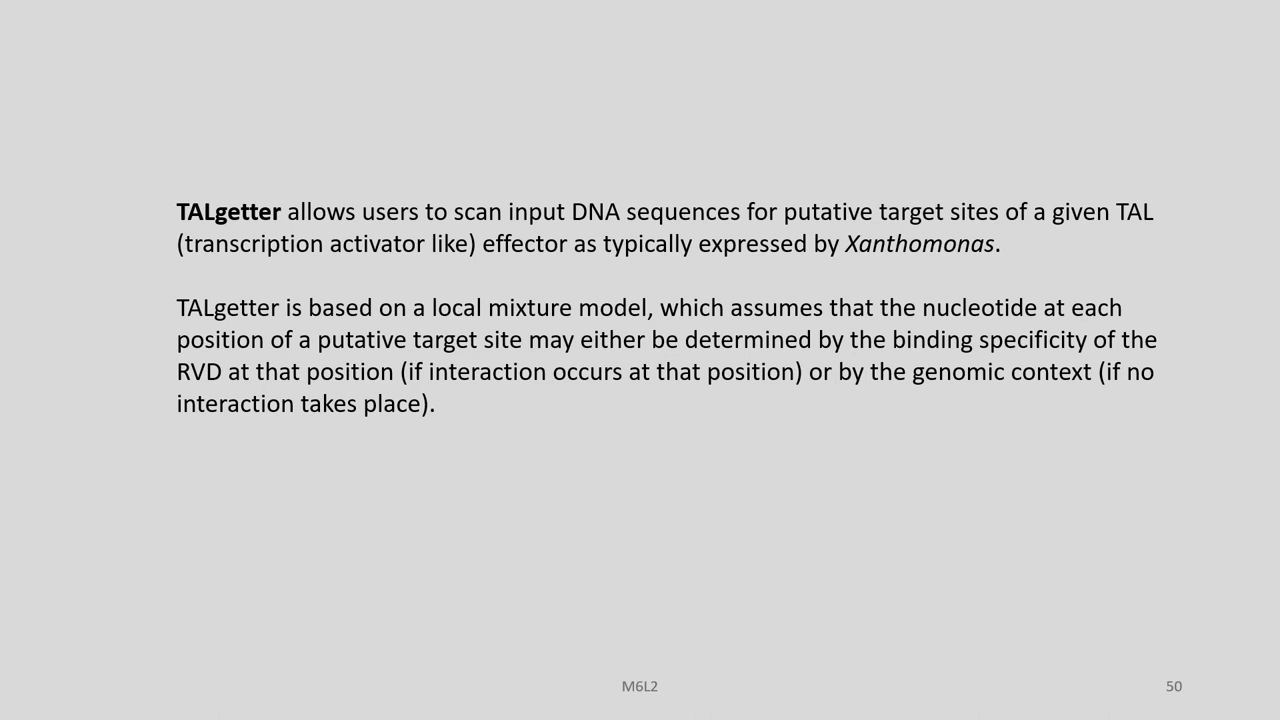 TALgetter allows users to scan input DNA sequences for putative target sites of a given TAL
(transcription activator like) effector as typically expressed by Xanthomonas.
TALgetter is based on a local mixture model, which assumes that the nucleotide at each
position of a putative target site may either be determined by the binding specificity of the
RVD at that position (if interaction occurs at that position) or by the genomic context (if no
interaction takes place).
M6L2
50